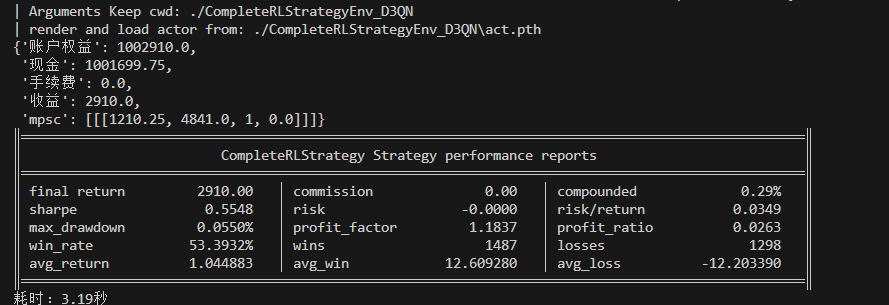 | Arguments Keep cwd: ./CompleteRLStrategyEnv_D3QN
| render and load actor from: ./CompleteRLStrategyEnv_D3QN\act.pth
{'账户权益': 1002910.0,
'现金': 1001699.75,
'手续费': 0.0,
'收益': 2910.0,
'mpsc': [[[1210.25, 4841.0, 1, 0.0]]]}
CompleteRLStrategy Strategy performance reports
final return 2910.00 commission 0.00 compounded 0.29%
sharpe 0.5548 risk -0.0000 risk/return 0.0349
max_drawdown 0.0550% profit_factor 1.1837 profit_ratio 0.0263
win_rate 53.3932% wins 1487 losses 1298
avg_return 1.044883 avg_win 12.609280 avg_loss -12.203390
耗时：3.19秒